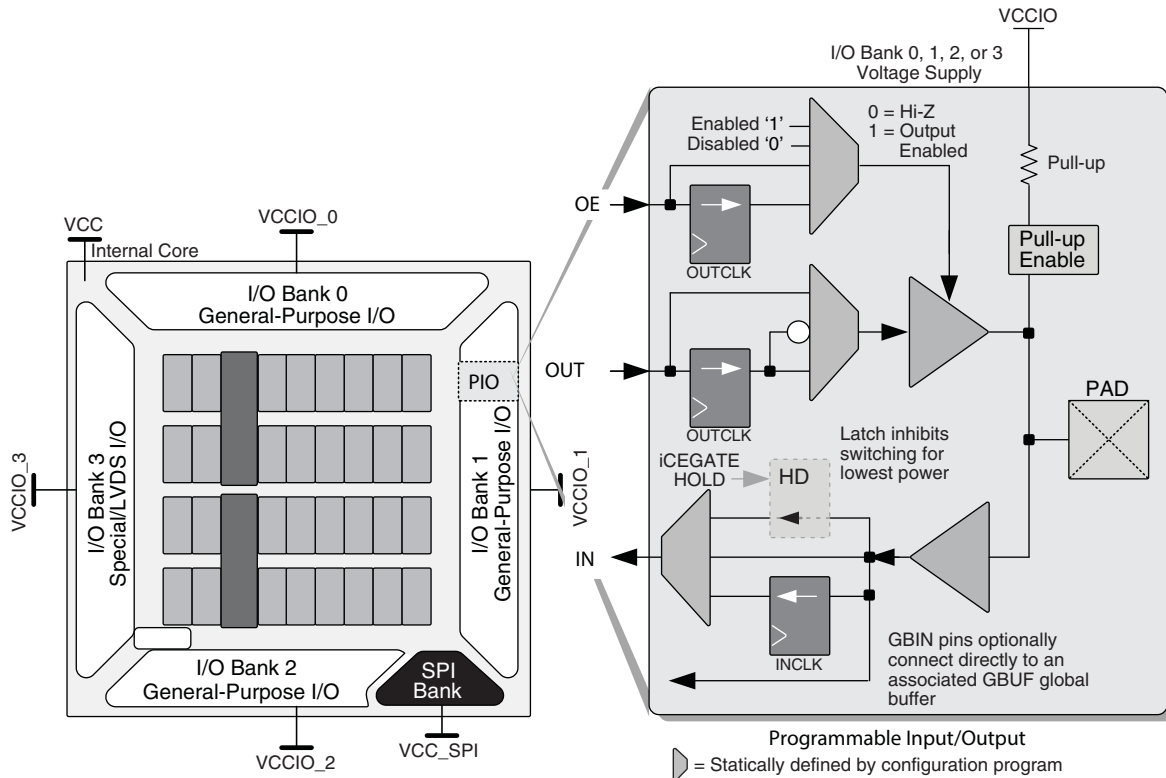 VCC
Internal Core
VCCIO_0
I/O Bank 0
General-Purpose I/O
I/O Bank 3
Special/LVDS I/O
VCCIO_3
PIO
I/O Bank 1
General-Purpose I/O
VCCIO_1
I/O Bank 2
General-Purpose I/O
VCCIO_2
SPI
Bank
VCC_SPI
VCCIO
I/O Bank 0, 1, 2, or 3
Voltage Supply
Enabled ‘1’
Disabled ‘0’
0 = Hi-Z
1 = Output
Enabled
Pull-up
OE
OUTCLK
Pull-up
Enable
OUT
OUTCLK
PAD
iCEGATE
HOLD
HD
Latch inhibits
switching for
lowest power
IN
INCLK
GBIN pins optionally
connect directly to an
associated GBUF global
buffer
Programmable Input/Output
= Statically defined by configuration program